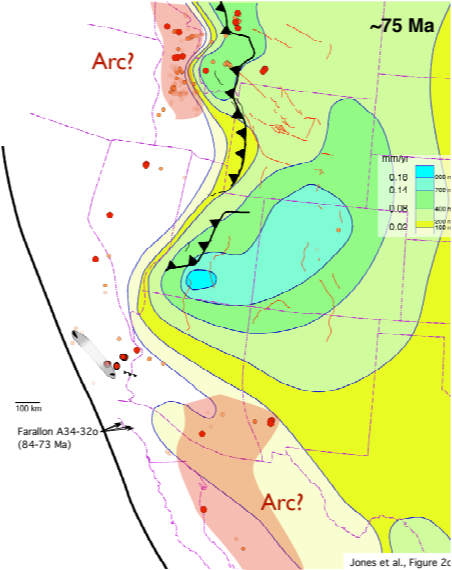 ~75 Ma
Arc?
mm/yr
0.16
0.14
0.08
0.02
100 km
Farallon A34-32o
(84-73 Ma)
Arc?
Jones et al., Figure 2c